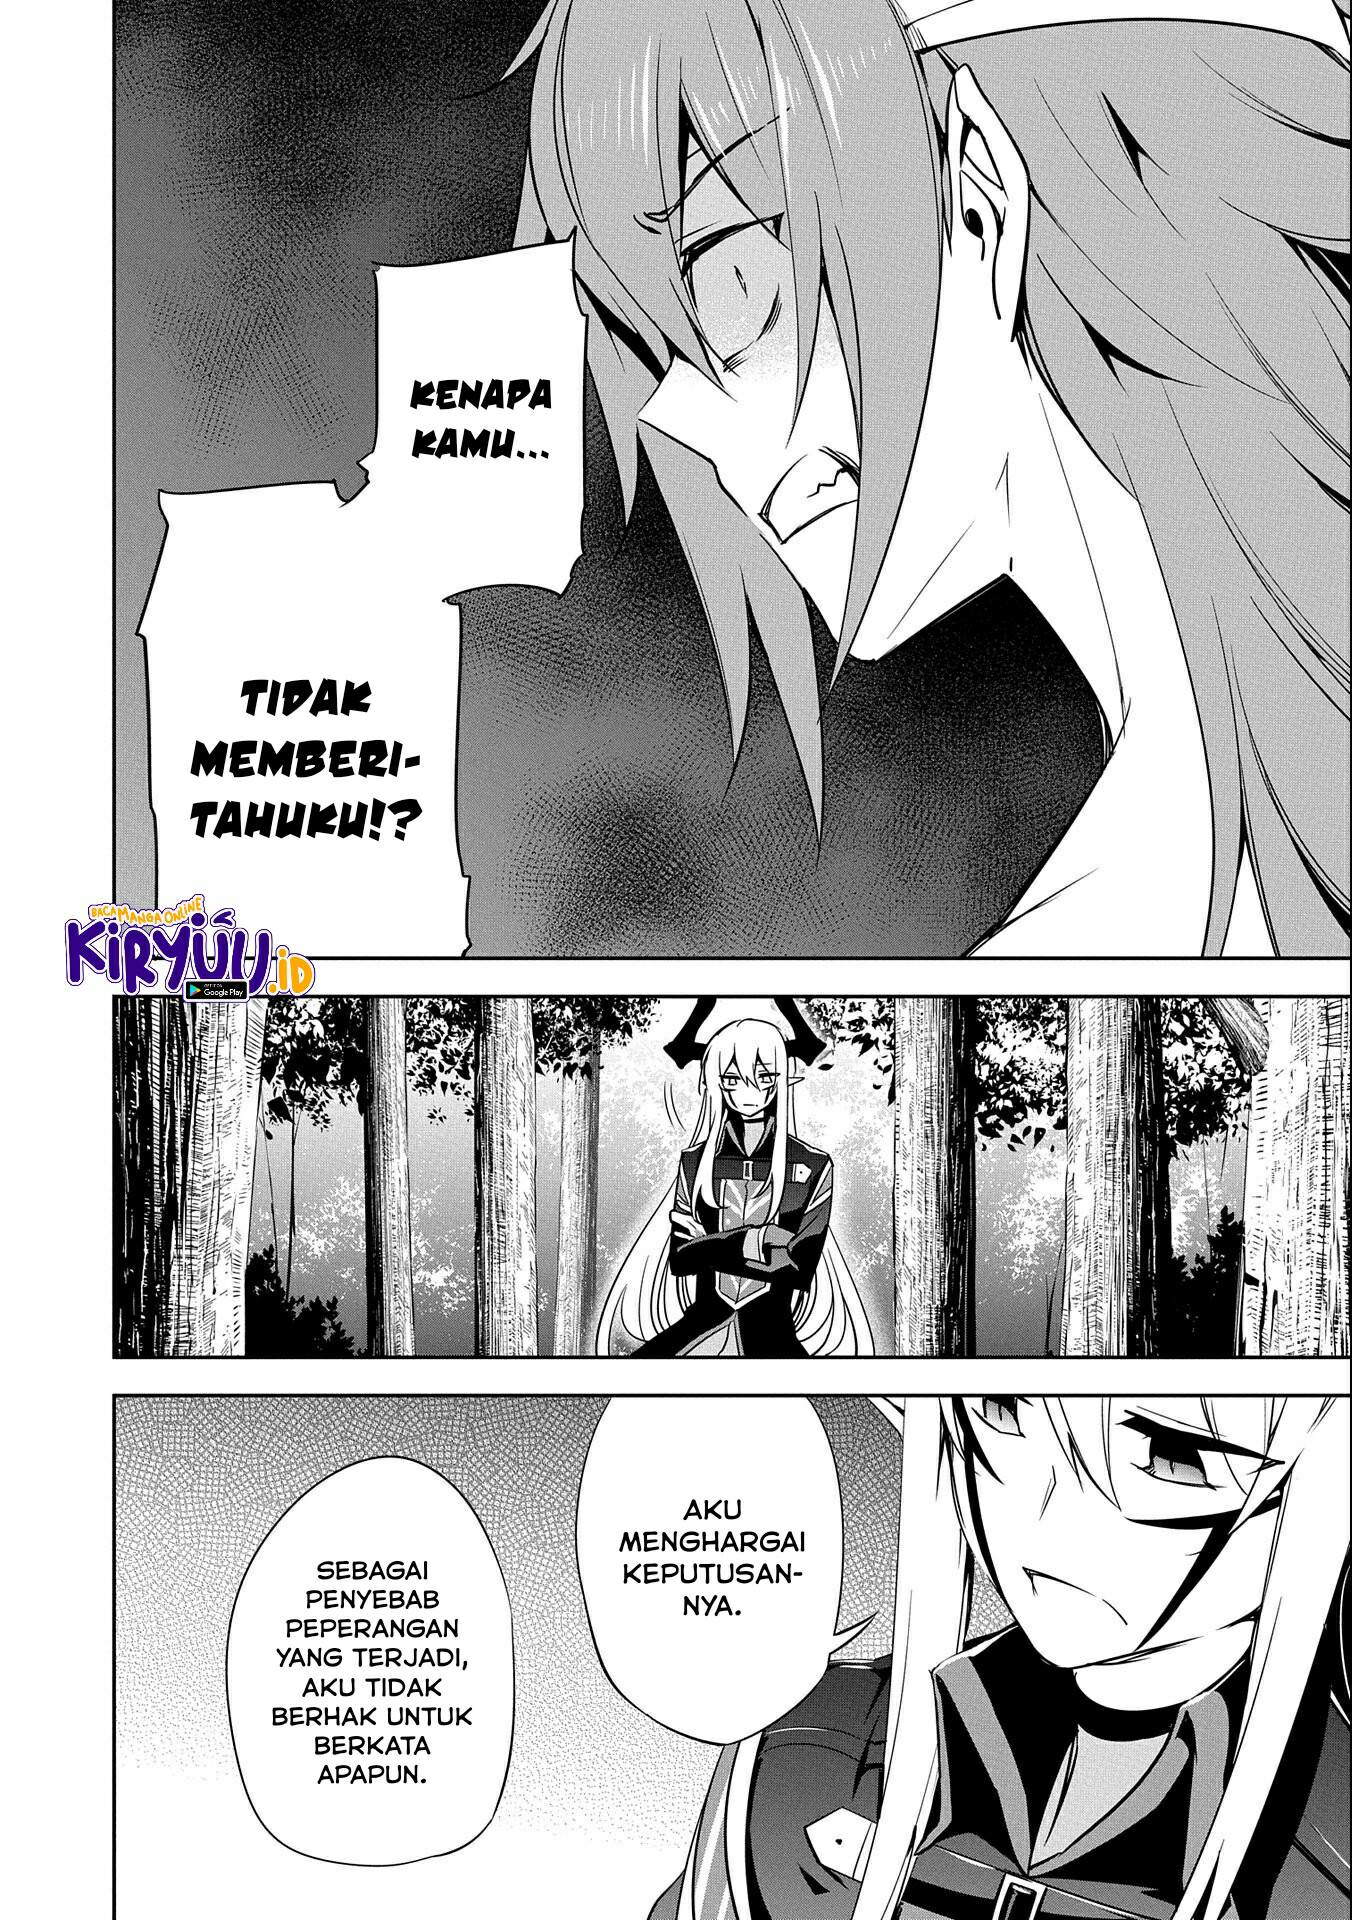 KENAPA
KAMU...
TIDAK
MEMBERI-
TAHUKU!?
BACA MANGA ONLINE
KIRYUU.ID
GET IT ON
Google Play
AKU
MENGHARGAI
KEPUTUSAN-
NYA.
SEBAGAI
PENYEBAB
PEPERANGAN
YANG TERJADI,
AKU TIDAK
BERHAK UNTUK
BERKATA
APAPUN.